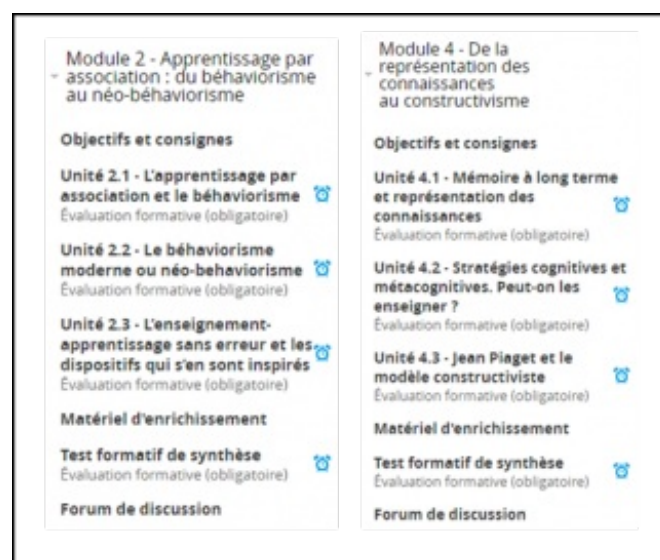 Module 2 - Apprentissage par
association : du béhaviorisme
au néo-béhaviorisme
Objectifs et consignes
Unité 2.1 - L'apprentissage par
association et le béhaviorisme
Évaluation formative (obligatoire)
Unité 2.2 - Le béhaviorisme
moderne ou néo-behaviorisme
Évaluation formative (obligatoire)
Unité 2.3 - L'enseignement-
apprentissage sans erreur et les
dispositifs qui s'en sont inspirés
Évaluation formative (obligatoire)
Matériel d'enrichissement
Test formatif de synthèse
Évaluation formative (obligatoire)
Forum de discussion
Module 4 - De la
représentation des
connaissances
au constructivisme
Objectifs et consignes
Unité 4.1 - Mémoire à long terme
et représentation des
connaissances
Évaluation formative (obligatoire)
Unité 4.2 - Stratégies cognitives et
métacognitives. Peut-on les
enseigner ?
Évaluation formative (obligatoire)
Unité 4.3 - Jean Piaget et le
modèle constructiviste
Évaluation formative (obligatoire)
Matériel d'enrichissement
Test formatif de synthèse
Évaluation formative (obligatoire)
Forum de discussion